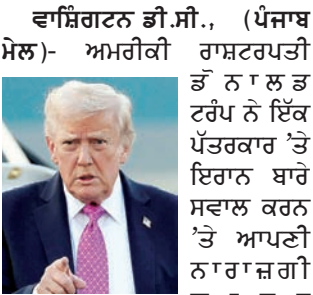 ਵਾਸ਼ਿੰਗਟਨ ਡੀ.ਸੀ., (ਪੰਜਾਬ
ਮੇਲ)- ਅਮਰੀਕੀ ਰਾਸ਼ਟਰਪਤੀ
ਡੋਨਾਲਡ
ਟਰੰਪ ਨੇ ਇੱਕ
ਪੱਤਰਕਾਰ 'ਤੇ
ਇਰਾਨ ਬਾਰੇ
ਸਵਾਲ ਕਰਨ
'ਤੇ ਆਪਣੀ
ਨਾਰਾਜ਼ਗੀ